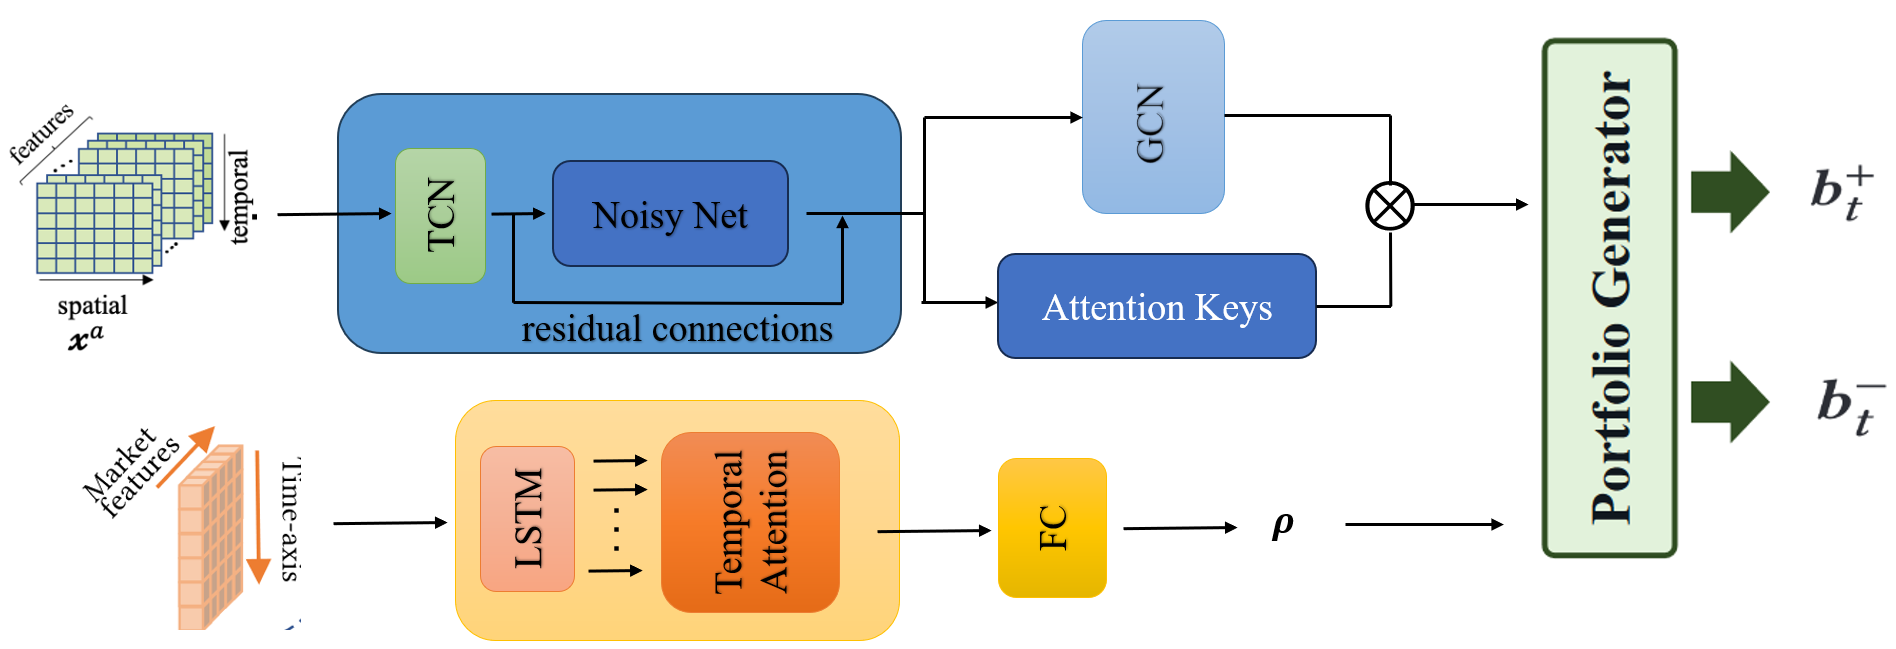 features
temporal
spatial
x^a
TCN
Noisy Net
residual connections
GCN
Attention Keys
Portfolio Generator
b_t^+
b_t^-
Market
features
Time-axis
LSTM
Temporal
Attention
FC
ρ